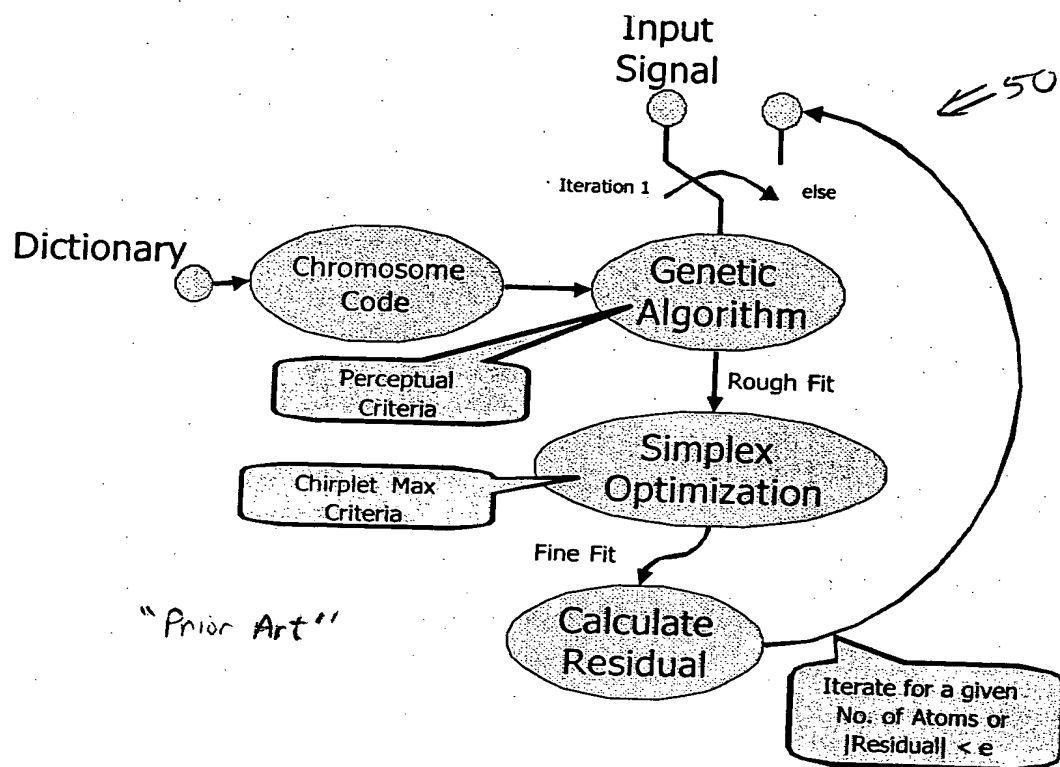 Input
Signal
50
Iteration 1
else
Dictionary
Chromosome
Code
Genetic
Algorithm
Perceptual
Criteria
Rough Fit
Simplex
Optimization
Chirplet Max
Criteria
Fine Fit
"Prior Art"
Calculate
Residual
Iterate for a given
No. of Atoms or
|Residual| < e